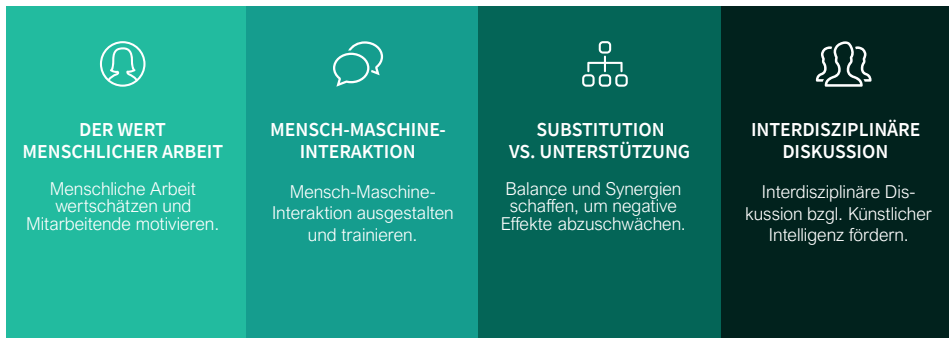 DER WERT
MENSCHLICHER ARBEIT
Menschliche Arbeit
wertschätzen und
Mitarbeitende motivieren.
MENSCH-MASCHINE-
INTERAKTION
Mensch-Maschine-
Interaktion ausgestalten
und trainieren.
SUBSTITUTION
VS. UNTERSTÜTZUNG
Balance und Synergien
schaffen, um negative
Effekte abzuschwächen.
INTERDISZIPLINÄRE
DISKUSSION
Interdisziplinäre Dis-
kussion bzgl. Künstlicher
Intelligenz fördern.